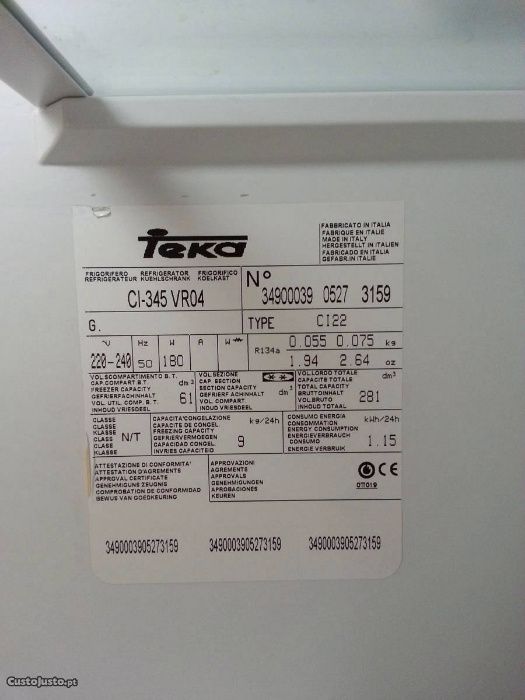 Teka
FABBRICATO IN ITALIA
FABRIQUE EN ITALIE
MADE IN ITALY
HERGESTELLT IN ITALIEN
FABRICADO EN ITALIA
GEFABR.IN ITALIE
FRIGORIFERO REFRIGERATOR FRIGORIFICO
REFRIGERATEUR KUEHLSCHRANK KOELKAST
CI-345 VR04
N° 34900039 0527 3159
G.
TYPE CI22
V Hz W A W
220-240 50 180
R134a
0.055 0.075 kg
1.94 2.64 oz
VOL SCOMPARTIMENTO B.T.
CAP.COMPART B.T.
FREEZER CAPACITY
GEFRIERFACHINHALT
VOL UTIL. COMP B.T.
INHOUD VRIESDEEL
dm³
61
VOL SEZIONE
CAP. SECTION
SECTION CAPACITY
GEFRIERFACHINHALT
VOL COMPART
INHOUD VRIESDEEL
dm³
VOL LORDO TOTALE
CAPACITE TOTALE
TOTAL CAPACITY
BRUTTOINHALT
VOL BRUTO
INHOUD TOTAAL
dm³
281
CLASSE
CLASSE
CLASS
KLASSE
CLASSE
KLASSE
N/T
CAPACITA'CONGELAZIONE
CAPACITE DE CONGEL
FREEZING CAPACITY
GEFRIERVERMOEGEN
CAPACIDAD CONGEL
INVRIES CAPACITEID
kg/24h
9
CONSUMO ENERGIA
CONSOMMATION
ENERGY CONSUMPTION
ENERGIEVERBRAUCH
CONSUMO
ENERGIE VERBRUIK
kWh/24h
1.15
ATTESTAZIONE DI CONFORMITA'
ATTESTATION D'AGREMENTS
APPROVAL CERTIFICATE
GENEHMIGUNGS ZEUGNIS
COMPROBATION DE CONFORMIDAD
BEWIJS VAN GOEDKEURING
APPROVAZIONI
AGREMENTS
APPROVALS
GENEHMIGUNGEN
APROBACIONES
KEUREN
CE
3490003905273159 3490003905273159 3490003905273159
CustoJusto.pt